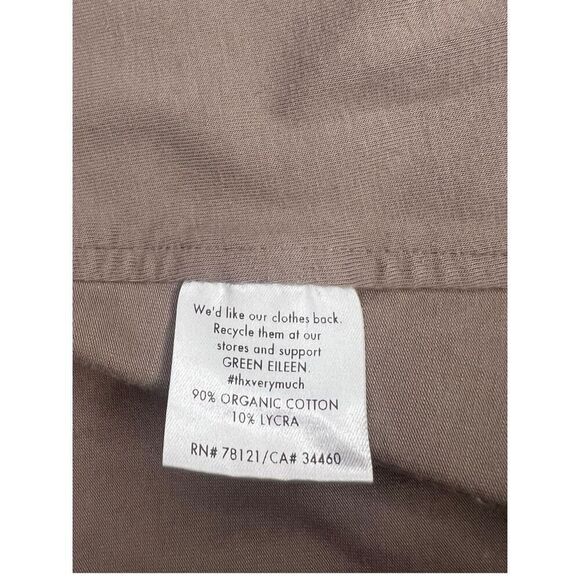 We'd like our clothes back.
Recycle them at our
stores and support
GREEN EILEEN.
#thxverymuch
90% ORGANIC COTTON
10% LYCRA
RN# 78121/CA# 34460